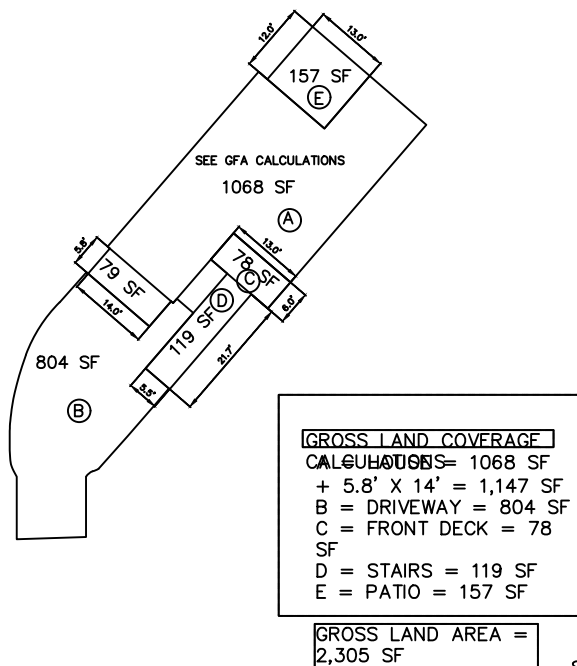 12.0'
13.0'
157 SF
E
SEE GFA CALCULATIONS
1068 SF
A
13.0'
5.8'
79 SF
78 SF
C
6.0'
14.0'
D
119 SF
21.7'
804 SF
5.5'
B
GROSS LAND COVERAGE
CALCULATIONS
A = HOUSE = 1068 SF
+ 5.8' X 14' = 1,147 SF
B = DRIVEWAY = 804 SF
C = FRONT DECK = 78
SF
D = STAIRS = 119 SF
E = PATIO = 157 SF
GROSS LAND AREA =
2,305 SF